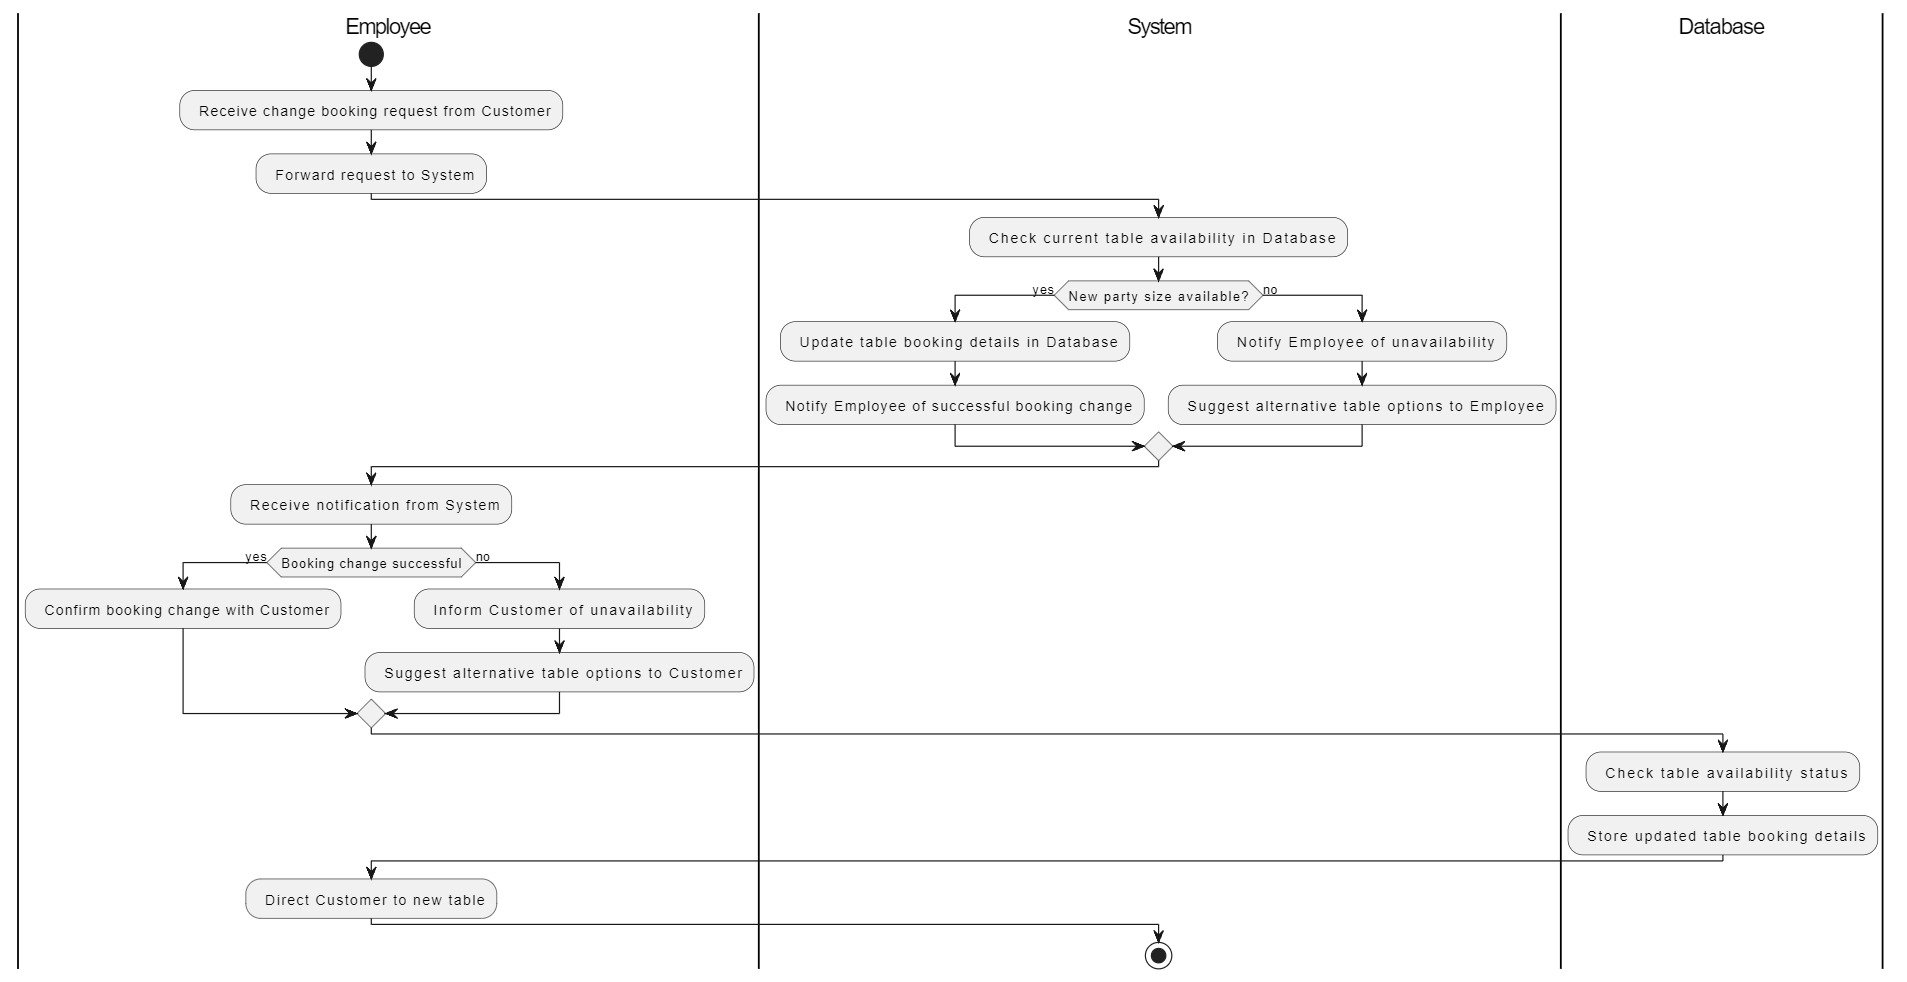 Employee
System
Database
Receive change booking request from Customer
Forward request to System
Check current table availability in Database
yes
New party size available?
no
Update table booking details in Database
Notify Employee of unavailability
Notify Employee of successful booking change
Suggest alternative table options to Employee
Receive notification from System
yes
Booking change successful
no
Confirm booking change with Customer
Inform Customer of unavailability
Suggest alternative table options to Customer
Check table availability status
Store updated table booking details
Direct Customer to new table